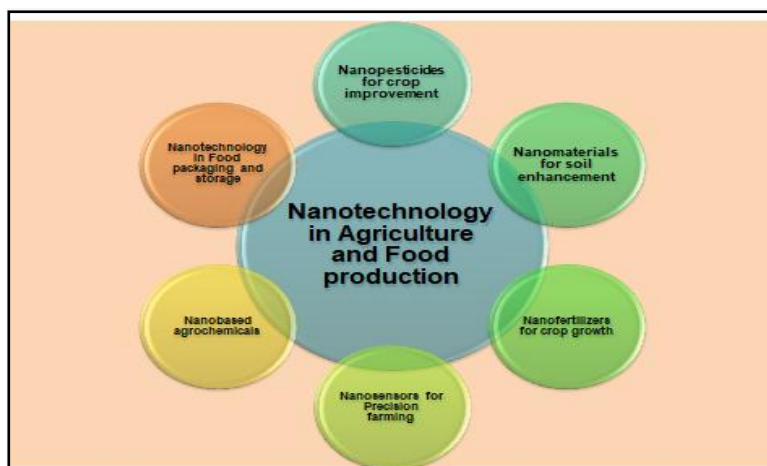 Nanopesticides
for crop
improvement
Nanotechnology
in Food
packaging and
storage
Nanomaterials
for soil
enhancement
Nanotechnology
in Agriculture
and Food
production
Nanobased
agrochemicals
Nanofertilizers
for crop growth
Nanosensors for
Precision
farming